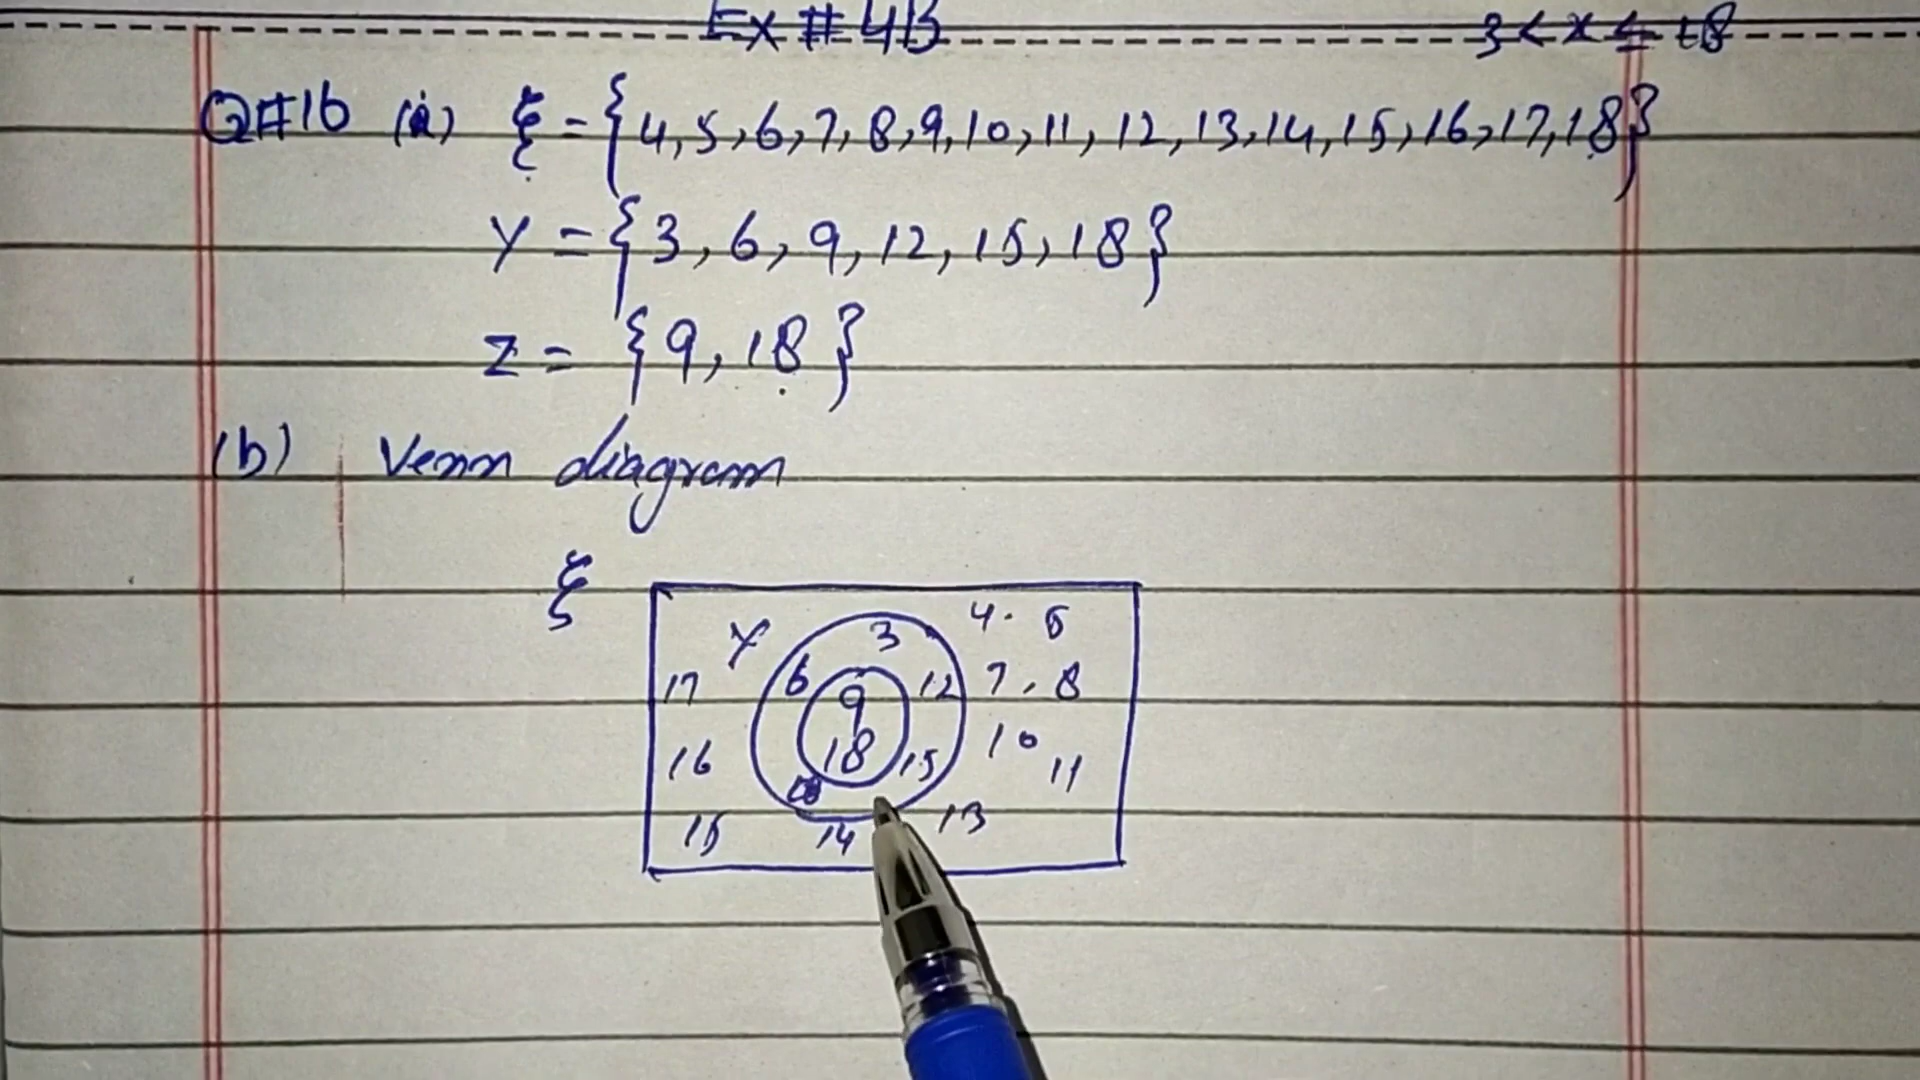 Ex # 4B
3 < x ≤ 18
Q#16 (a) ξ = {4,5,6,7,8,9,10,11,12,13,14,15,16,17,18}
Y = {3,6,9,12,15,18}
Z = {9,18}
(b) Venn diagram
ξ
Y 3 4. 5
17 6 9 12 7, 8
16 18 15 10 11
15 14 13